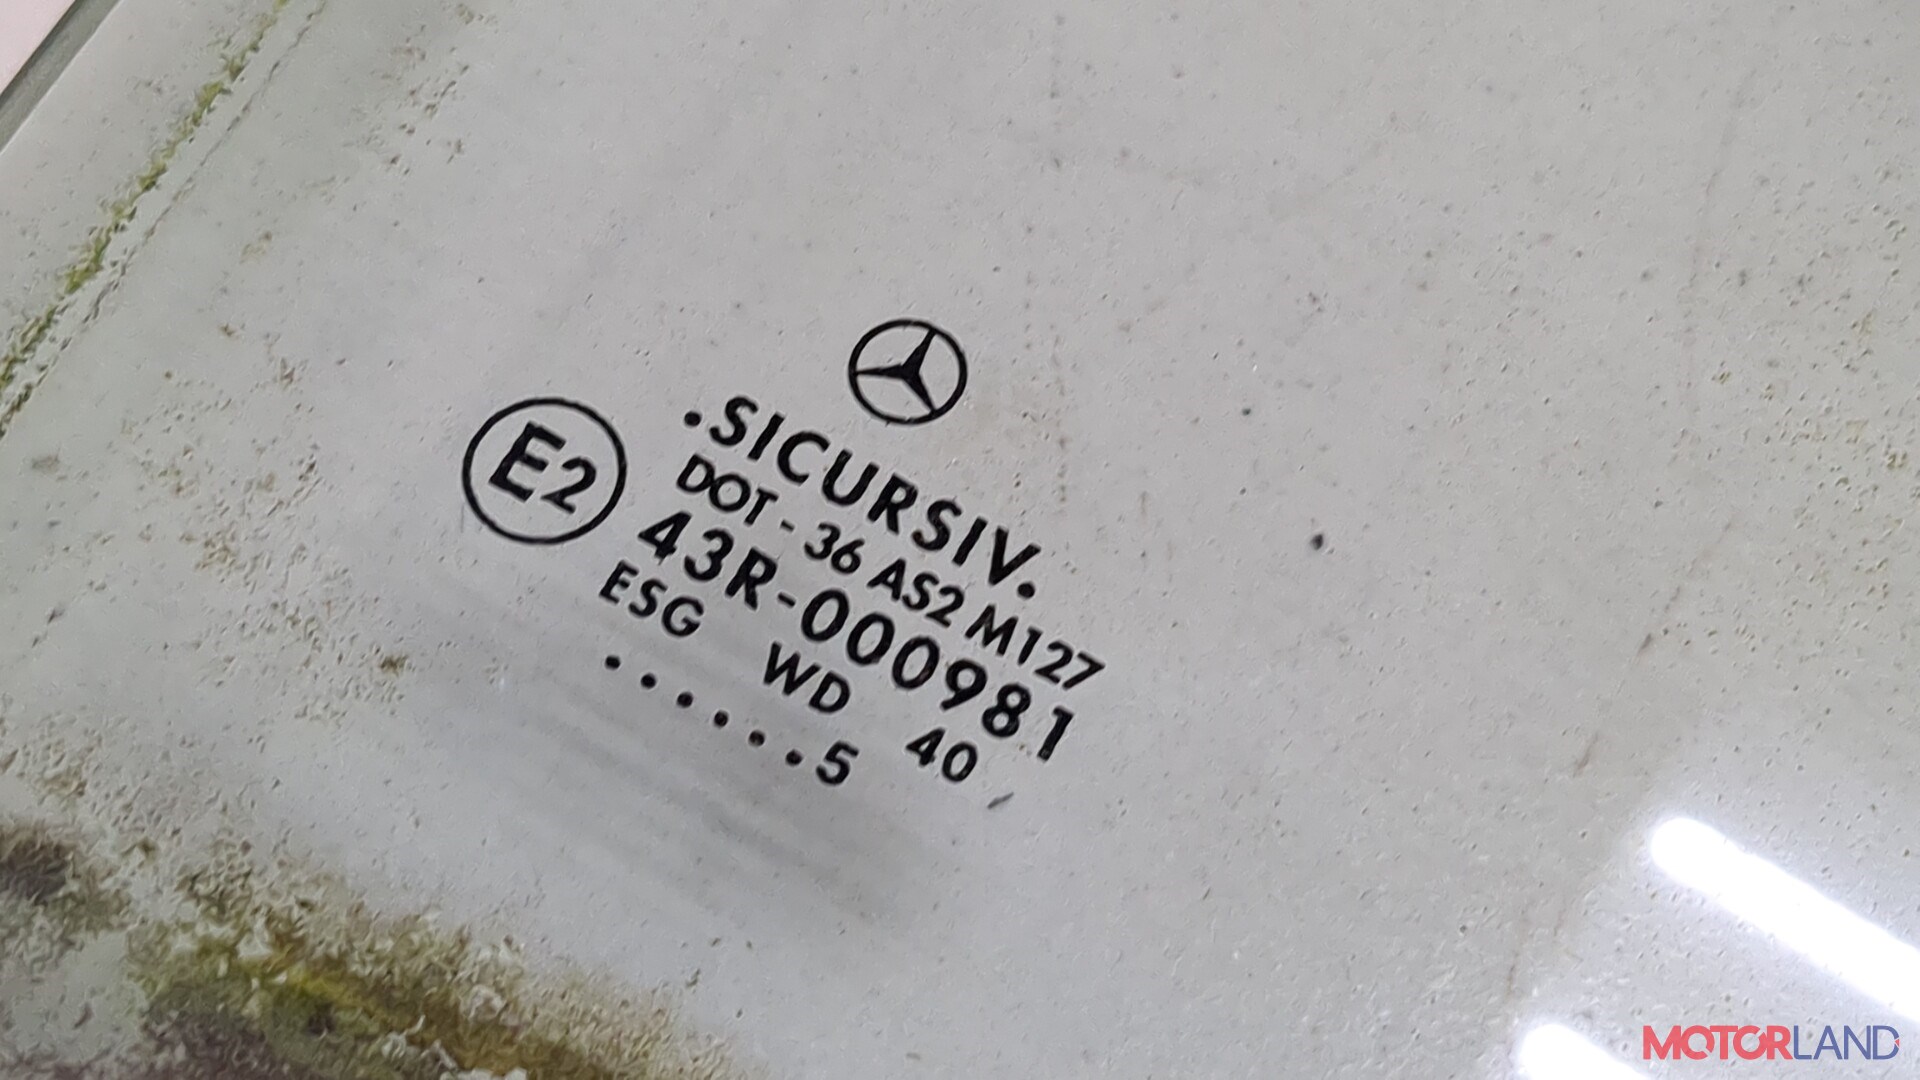 .SICURSIV.
E2
DOT - 36 AS2 M127
43R-000981
ESG WD 40
......5
MOTORLAND